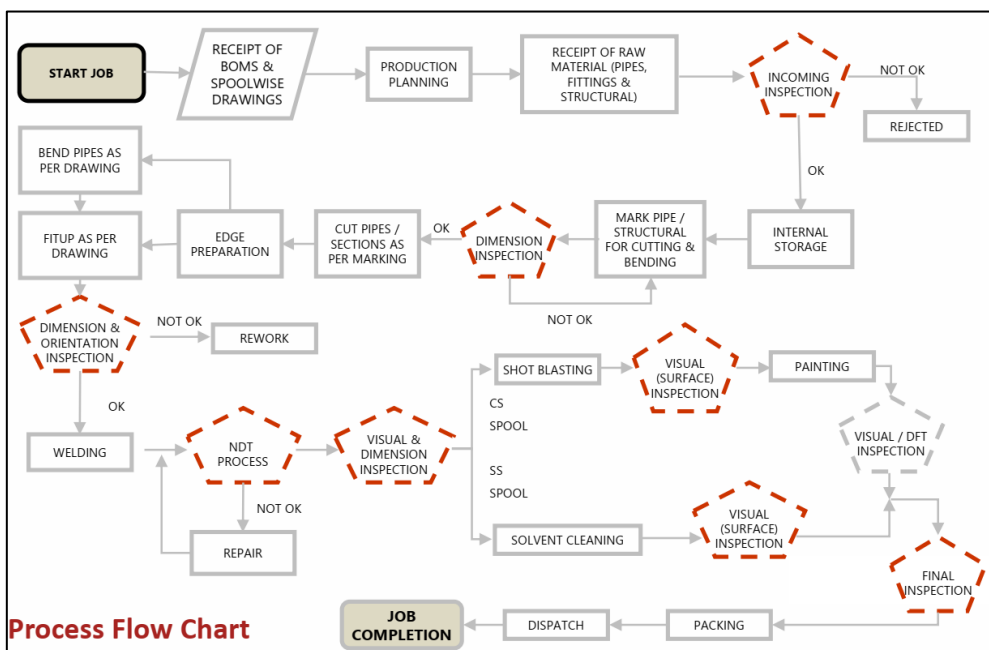 START JOB
RECEIPT OF
BOMS &
SPOOLWISE
DRAWINGS
PRODUCTION
PLANNING
RECEIPT OF RAW
MATERIAL (PIPES,
FITTINGS &
STRUCTURAL)
INCOMING
INSPECTION
NOT OK
REJECTED
OK
INTERNAL
STORAGE
MARK PIPE /
STRUCTURAL
FOR CUTTING &
BENDING
DIMENSION
INSPECTION
NOT OK
OK
CUT PIPES /
SECTIONS AS
PER MARKING
EDGE
PREPARATION
BEND PIPES AS
PER DRAWING
FITUP AS PER
DRAWING
DIMENSION &
ORIENTATION
INSPECTION
NOT OK
REWORK
OK
WELDING
NDT
PROCESS
NOT OK
REPAIR
VISUAL &
DIMENSION
INSPECTION
SHOT BLASTING
CS
SPOOL
VISUAL
(SURFACE)
INSPECTION
PAINTING
VISUAL / DFT
INSPECTION
SS
SPOOL
SOLVENT CLEANING
VISUAL
(SURFACE)
INSPECTION
FINAL
INSPECTION
PACKING
DISPATCH
JOB
COMPLETION
Process Flow Chart